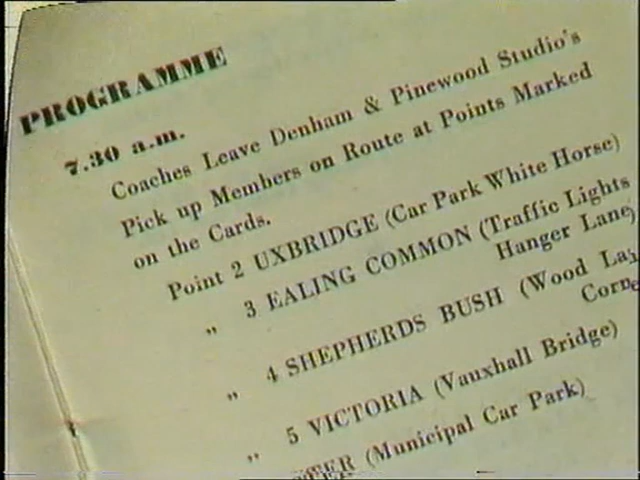 PROGRAMME
7.30 a.m.
Coaches Leave Denham & Pinewood Studio's
Pick up Members on Route at Points Marked
on the Cards.
Point 2 UXBRIDGE (Car Park White Horse)
„ 3 EALING COMMON (Traffic Lights
Hanger Lane)
„ 4 SHEPHERDS BUSH (Wood
„ 5 VICTORIA (Vauxhall Bridge)
(Municipal Car Park)